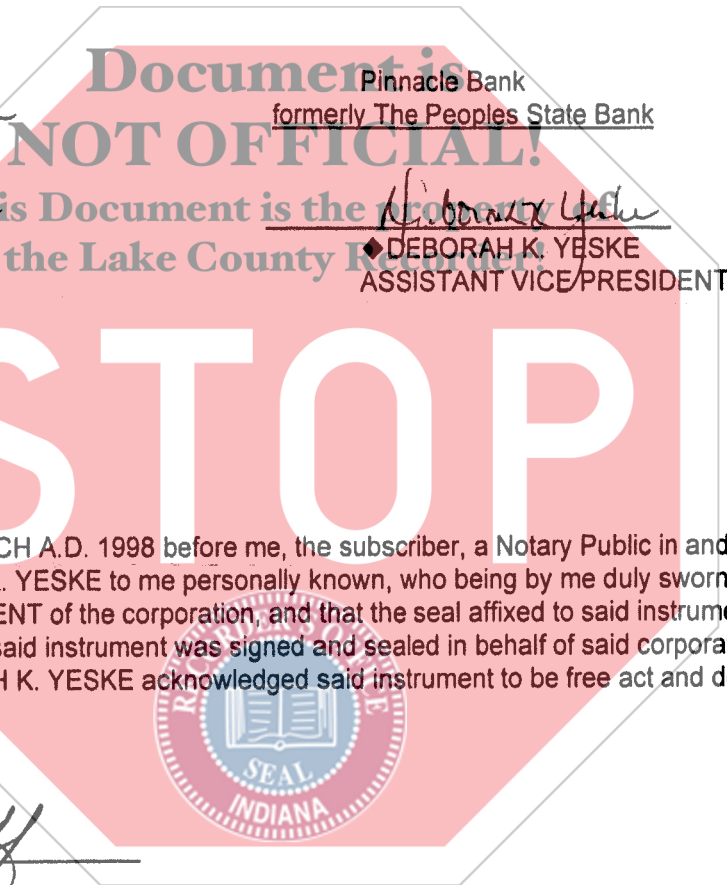 Document is
Pinnacle Bank
formerly The Peoples State Bank
NOT OFFICIAL!
is Document is the property of
DEBORAH K. YESKE
the Lake County Recorder!
ASSISTANT VICE/PRESIDENT
STOP
CH A.D. 1998 before me, the subscriber, a Notary Public in and
. YESKE to me personally known, who being by me duly sworn
ENT of the corporation, and that the seal affixed to said instrume
said instrument was signed and sealed in behalf of said corpora
H K. YESKE acknowledged said instrument to be free act and d
RECORDER'S OFFICE
SEAL
INDIANA